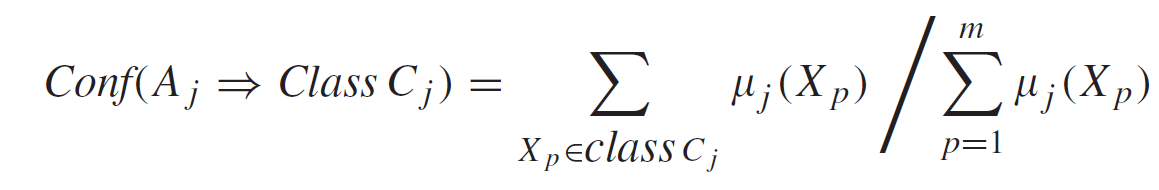 Conf(A_j ⇒ Class C_j) = ∑_{X_p ∈ class C_j} μ_j(X_p) / ∑_{p=1}^{m} μ_j(X_p)